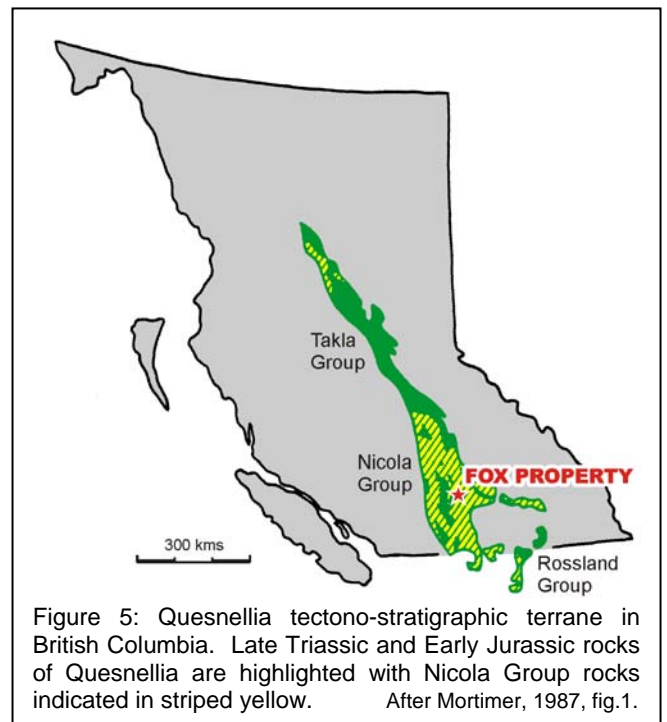 Takla
Group
Nicola
Group
FOX PROPERTY
300 kms
Rossland
Group
Figure 5: Quesnellia tectono-stratigraphic terrane in
British Columbia. Late Triassic and Early Jurassic rocks
of Quesnellia are highlighted with Nicola Group rocks
indicated in striped yellow. After Mortimer, 1987, fig.1.